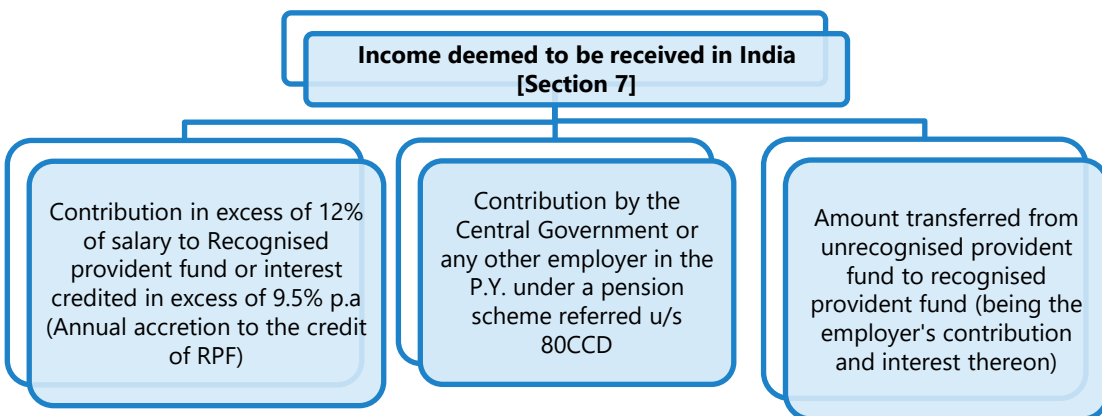 Income deemed to be received in India
[Section 7]
Contribution in excess of 12%
of salary to Recognised
provident fund or interest
credited in excess of 9.5% p.a
(Annual accretion to the credit
of RPF)
Contribution by the
Central Government or
any other employer in the
P.Y. under a pension
scheme referred u/s
80CCD
Amount transferred from
unrecognised provident
fund to recognised
provident fund (being the
employer's contribution
and interest thereon)